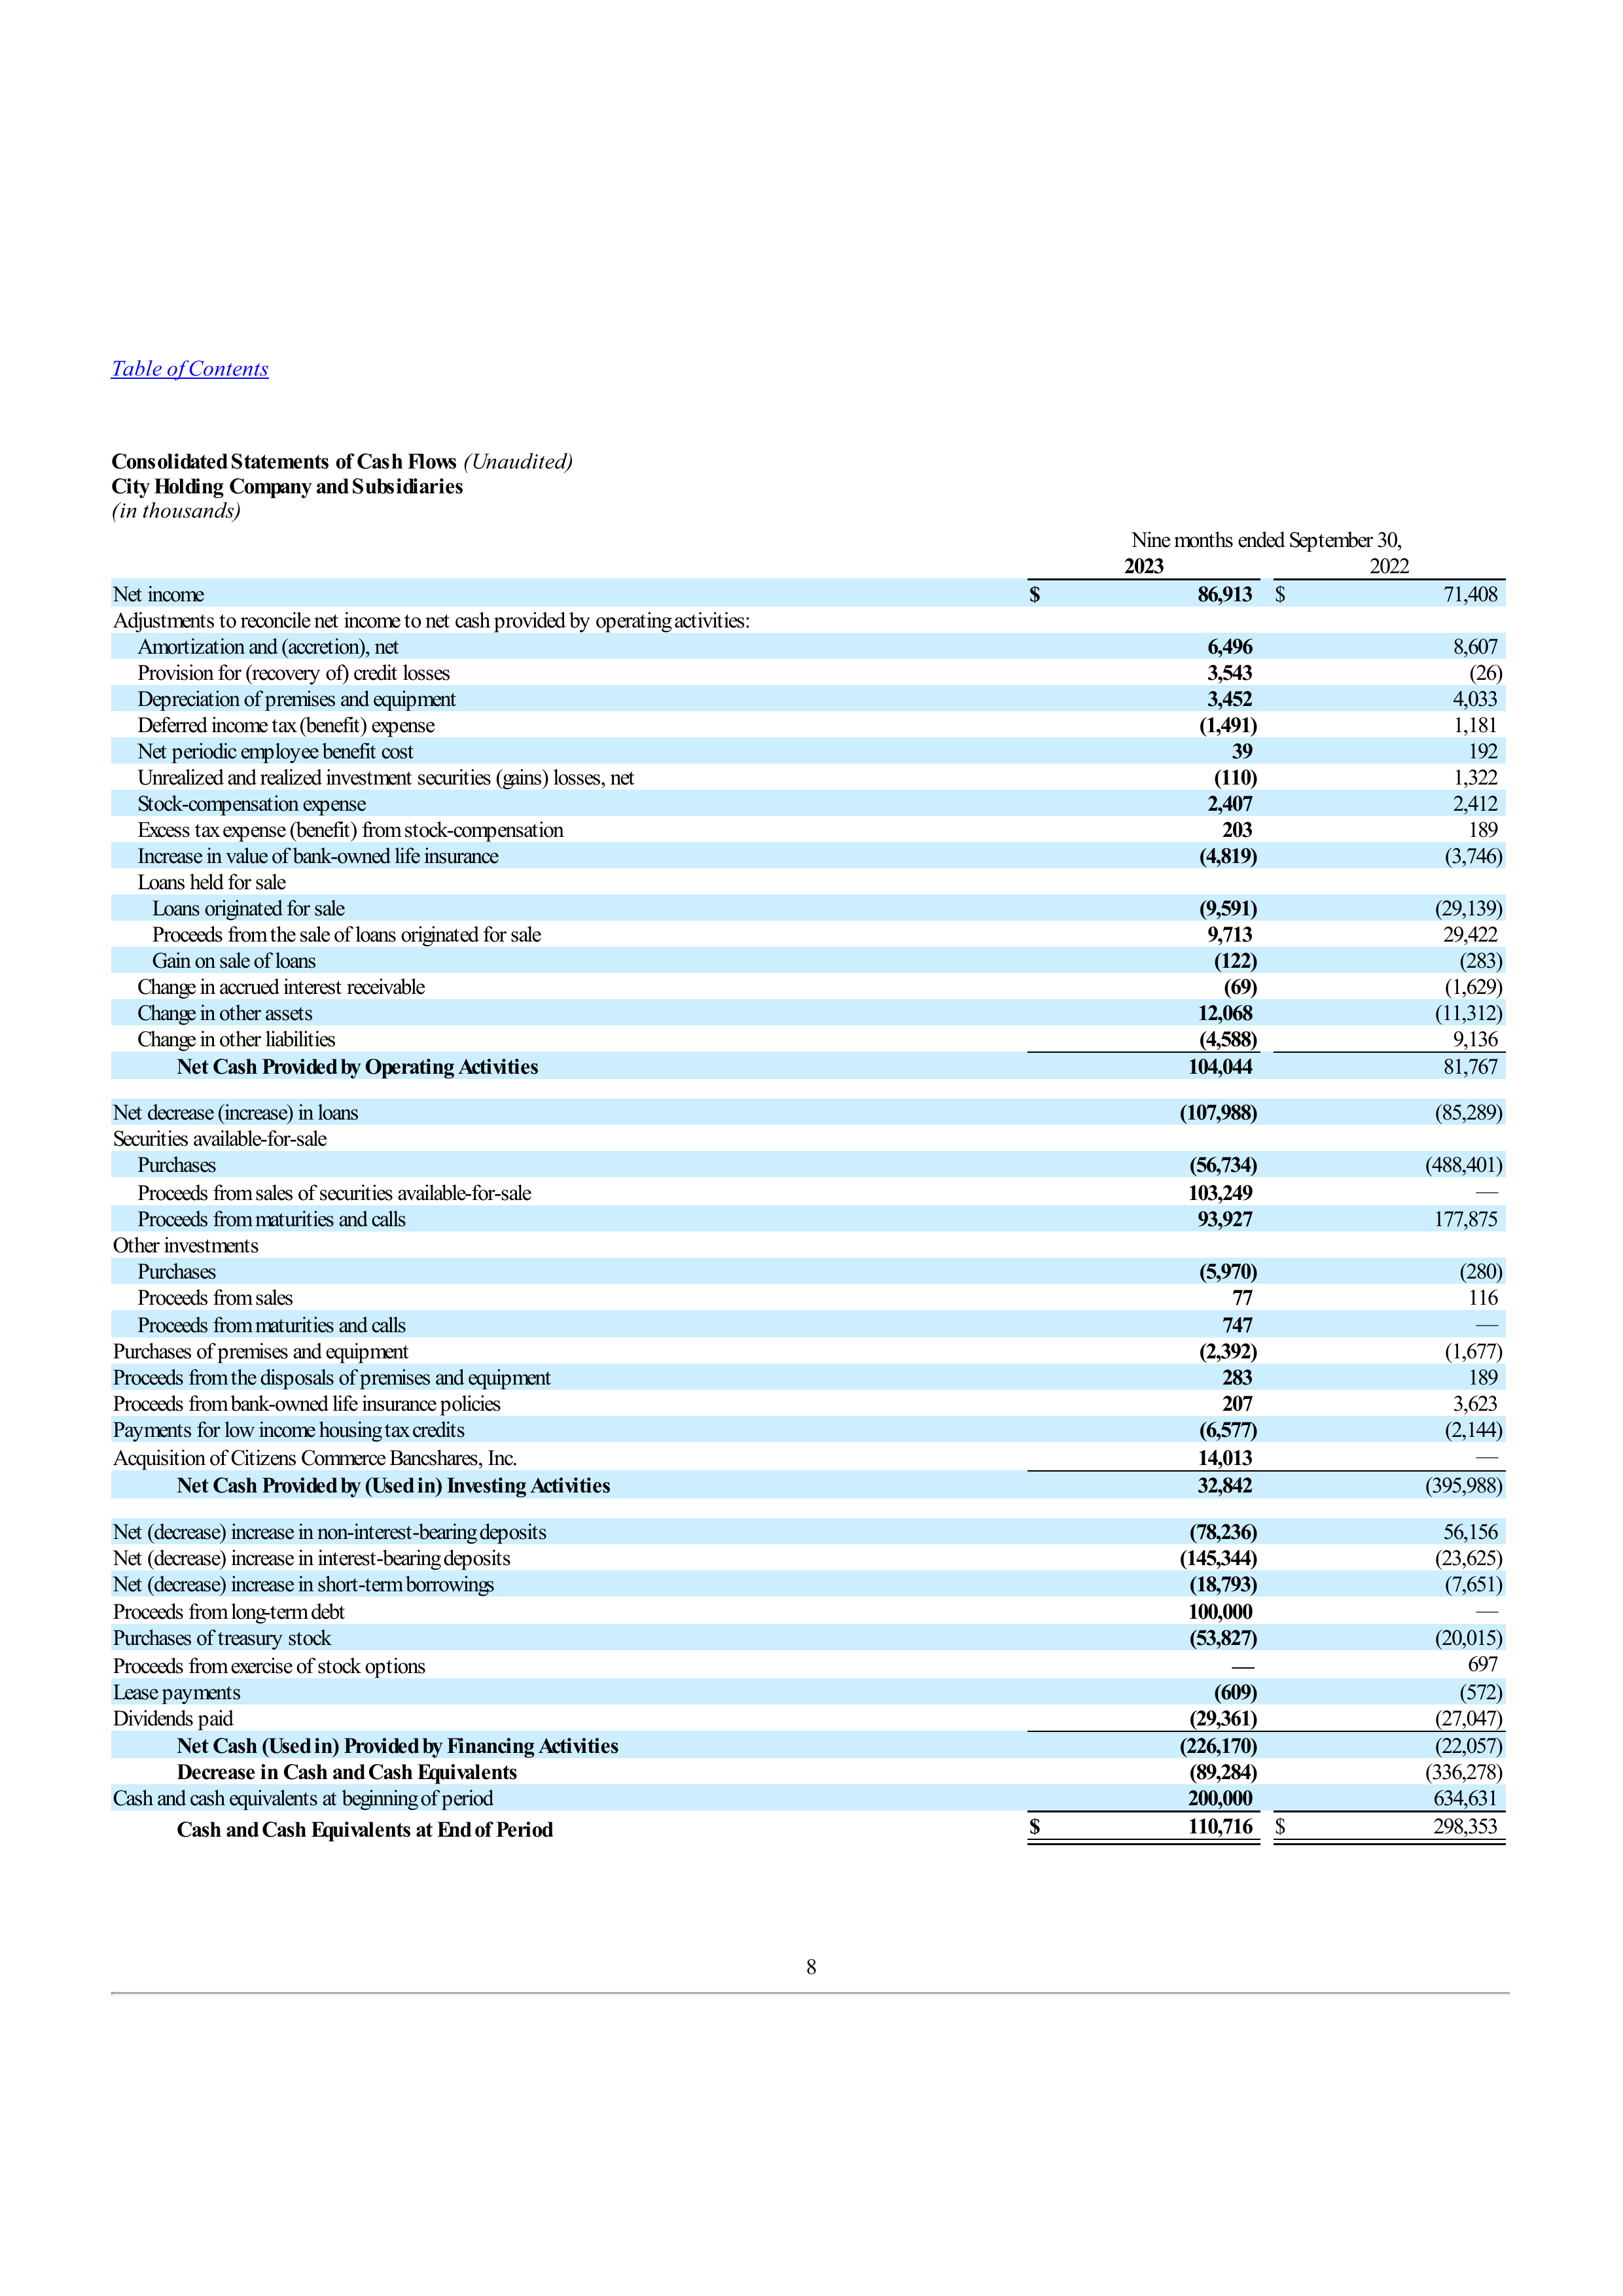 Table of Contents
Consolidated Statements of Cash Flows (Unaudited)
City Holding Company and Subsidiaries
(in thousands)
Nine months ended September 30,
2023 2022
Net income $ 86,913 $ 71,408
Adjustments to reconcile net income to net cash provided by operating activities:
Amortization and (accretion), net 6,496 8,607
Provision for (recovery of) credit losses 3,543 (26)
Depreciation of premises and equipment 3,452 4,033
Deferred income tax (benefit) expense (1,491) 1,181
Net periodic employee benefit cost 39 192
Unrealized and realized investment securities (gains) losses, net (110) 1,322
Stock-compensation expense 2,407 2,412
Excess tax expense (benefit) from stock-compensation 203 189
Increase in value of bank-owned life insurance (4,819) (3,746)
Loans held for sale
Loans originated for sale (9,591) (29,139)
Proceeds from the sale of loans originated for sale 9,713 29,422
Gain on sale of loans (122) (283)
Change in accrued interest receivable (69) (1,629)
Change in other assets 12,068 (11,312)
Change in other liabilities (4,588) 9,136
Net Cash Provided by Operating Activities 104,044 81,767
Net decrease (increase) in loans (107,988) (85,289)
Securities available-for-sale
Purchases (56,734) (488,401)
Proceeds from sales of securities available-for-sale 103,249 —
Proceeds from maturities and calls 93,927 177,875
Other investments
Purchases (5,970) (280)
Proceeds from sales 77 116
Proceeds from maturities and calls 747 —
Purchases of premises and equipment (2,392) (1,677)
Proceeds from the disposals of premises and equipment 283 189
Proceeds from bank-owned life insurance policies 207 3,623
Payments for low income housing tax credits (6,577) (2,144)
Acquisition of Citizens Commerce Bancshares, Inc. 14,013 —
Net Cash Provided by (Used in) Investing Activities 32,842 (395,988)
Net (decrease) increase in non-interest-bearing deposits (78,236) 56,156
Net (decrease) increase in interest-bearing deposits (145,344) (23,625)
Net (decrease) increase in short-term borrowings (18,793) (7,651)
Proceeds from long-term debt 100,000 —
Purchases of treasury stock (53,827) (20,015)
Proceeds from exercise of stock options — 697
Lease payments (609) (572)
Dividends paid (29,361) (27,047)
Net Cash (Used in) Provided by Financing Activities (226,170) (22,057)
Decrease in Cash and Cash Equivalents (89,284) (336,278)
Cash and cash equivalents at beginning of period 200,000 634,631
Cash and Cash Equivalents at End of Period $ 110,716 $ 298,353
8